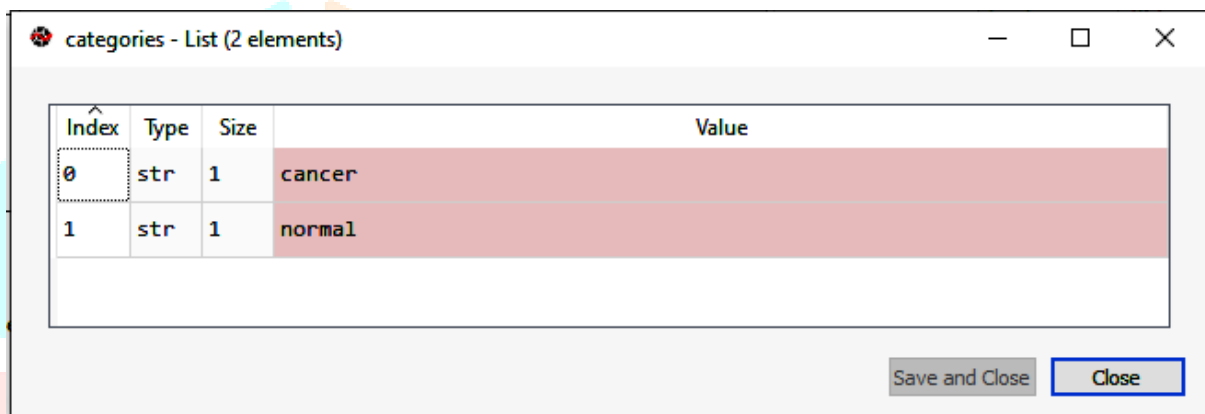 categories - List (2 elements)
Index Type Size Value
0 str 1 cancer
1 str 1 normal
Save and Close Close